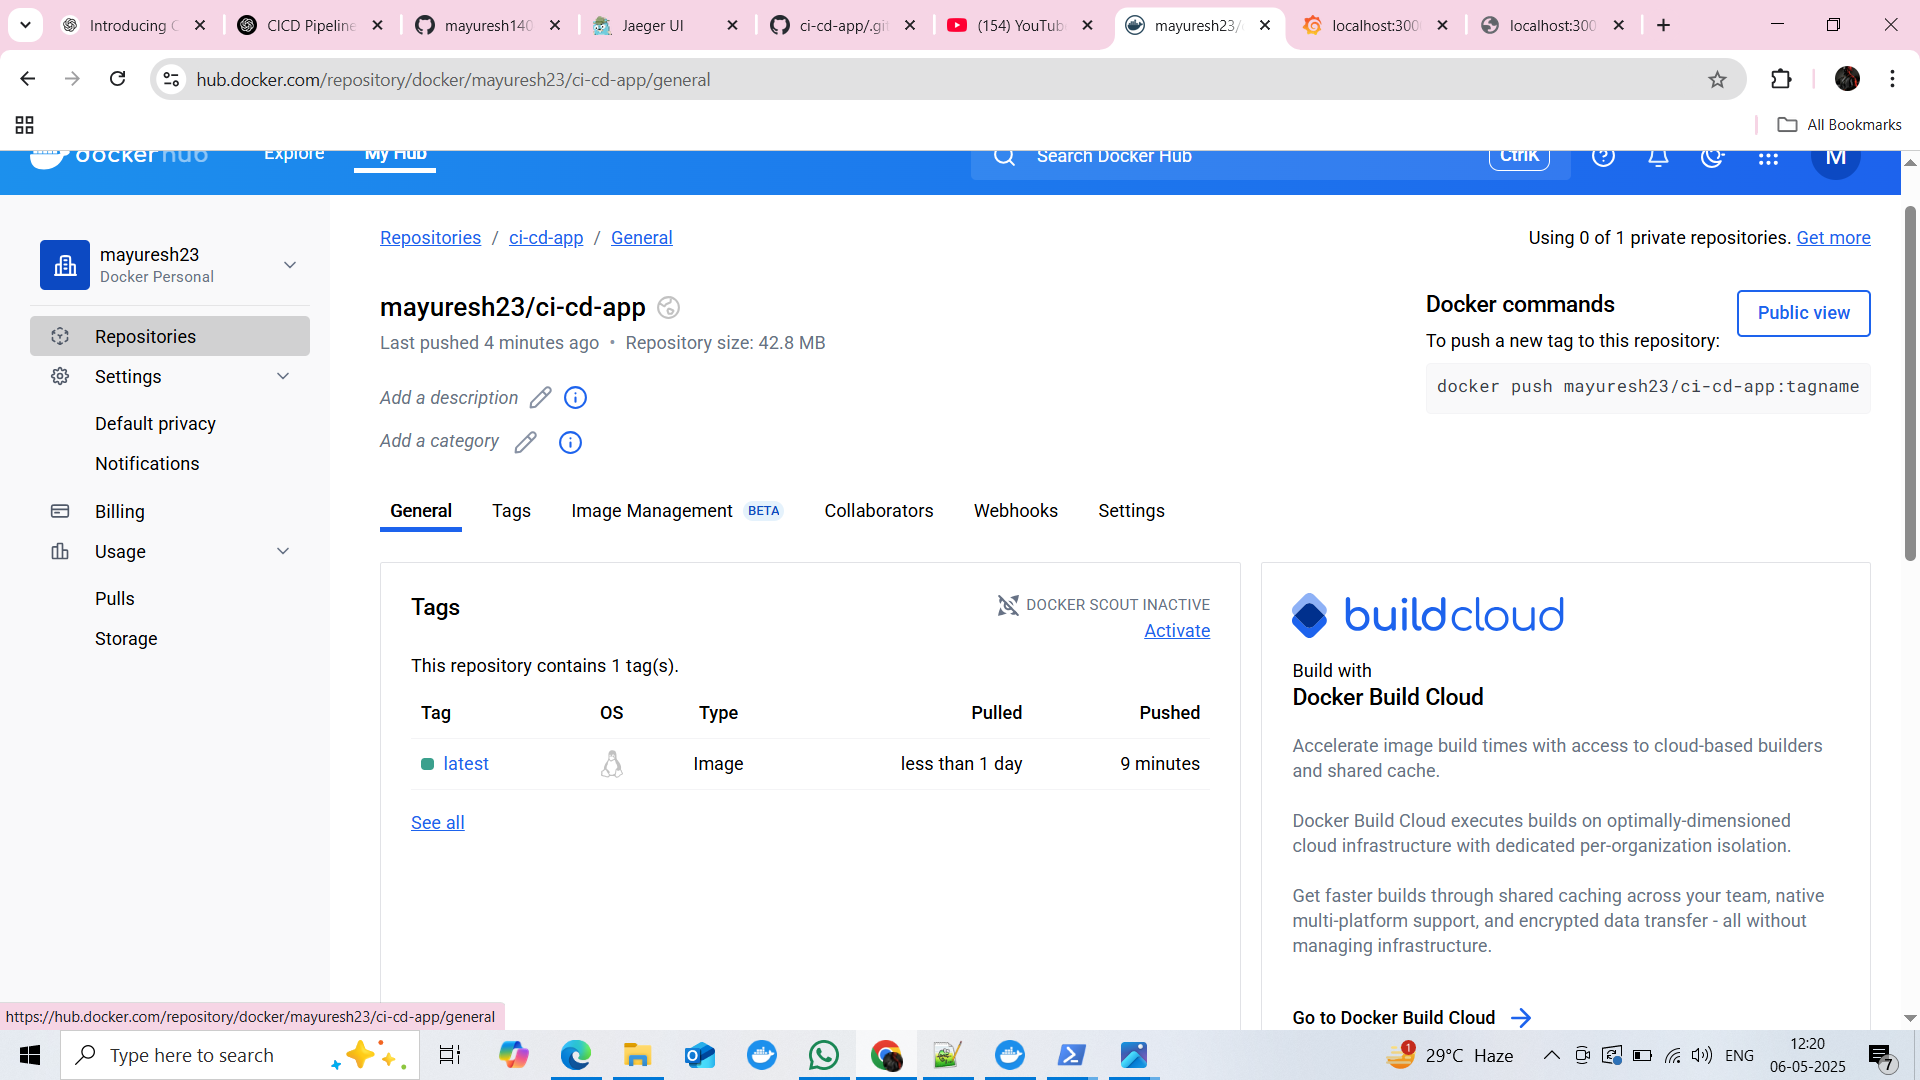 Introducing C
CICD Pipeline
mayuresh140
Jaeger UI
ci-cd-app/.git
(154) YouTube
mayuresh23/c
localhost:3000
localhost:300
hub.docker.com/repository/docker/mayuresh23/ci-cd-app/general
All Bookmarks
dockerhub
Explore
My Hub
Search Docker Hub
CtrlK
M
mayuresh23
Docker Personal
Repositories
Settings
Default privacy
Notifications
Billing
Usage
Pulls
Storage
Repositories / ci-cd-app / General
Using 0 of 1 private repositories. Get more
mayuresh23/ci-cd-app
Last pushed 4 minutes ago • Repository size: 42.8 MB
Add a description
Add a category
Docker commands
Public view
To push a new tag to this repository:
docker push mayuresh23/ci-cd-app:tagname
General Tags Image Management BETA Collaborators Webhooks Settings
Tags
DOCKER SCOUT INACTIVE
Activate
This repository contains 1 tag(s).
Tag OS Type Pulled Pushed
latest Image less than 1 day 9 minutes
See all
buildcloud
Build with
Docker Build Cloud
Accelerate image build times with access to cloud-based builders
and shared cache.
Docker Build Cloud executes builds on optimally-dimensioned
cloud infrastructure with dedicated per-organization isolation.
Get faster builds through shared caching across your team, native
multi-platform support, and encrypted data transfer - all without
managing infrastructure.
Go to Docker Build Cloud
https://hub.docker.com/repository/docker/mayuresh23/ci-cd-app/general
Type here to search
1
29°C Haze
ENG
12:20
06-05-2025
7